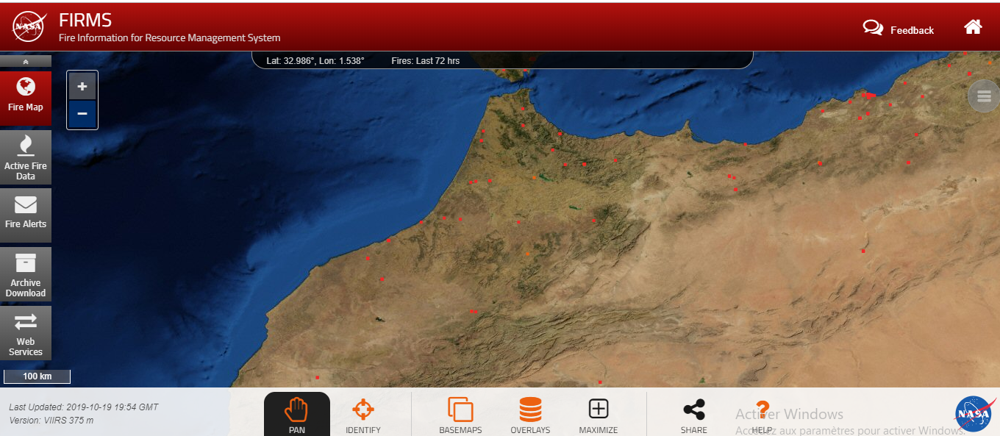 NASA
FIRMS
Fire Information for Resource Management System
Feedback
Lat: 32.986°, Lon: 1.538° Fires: Last 72 hrs
+
−
Fire Map
Active Fire
Data
Fire Alerts
Archive
Download
Web
Services
100 km
Last Updated: 2019-10-19 19:54 GMT
Version: VIIRS 375 m
PAN
IDENTIFY
BASEMAPS
OVERLAYS
MAXIMIZE
SHARE
?
HELP
Activer Windows
Accédez aux paramètres pour activer Windows.
NASA